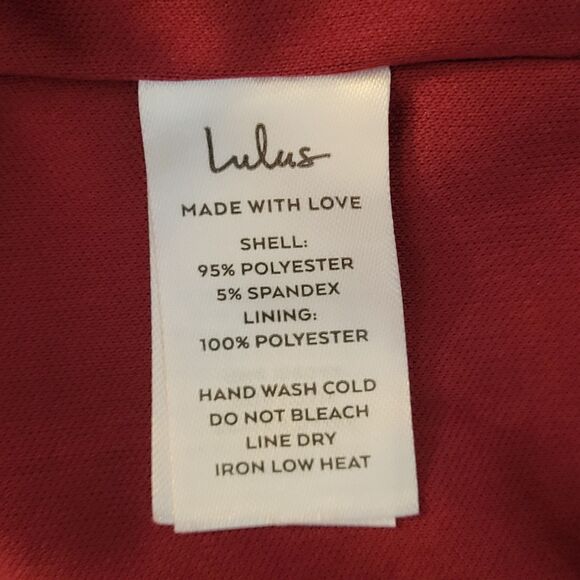 Lulus
MADE WITH LOVE
SHELL:
95% POLYESTER
5% SPANDEX
LINING:
100% POLYESTER
HAND WASH COLD
DO NOT BLEACH
LINE DRY
IRON LOW HEAT